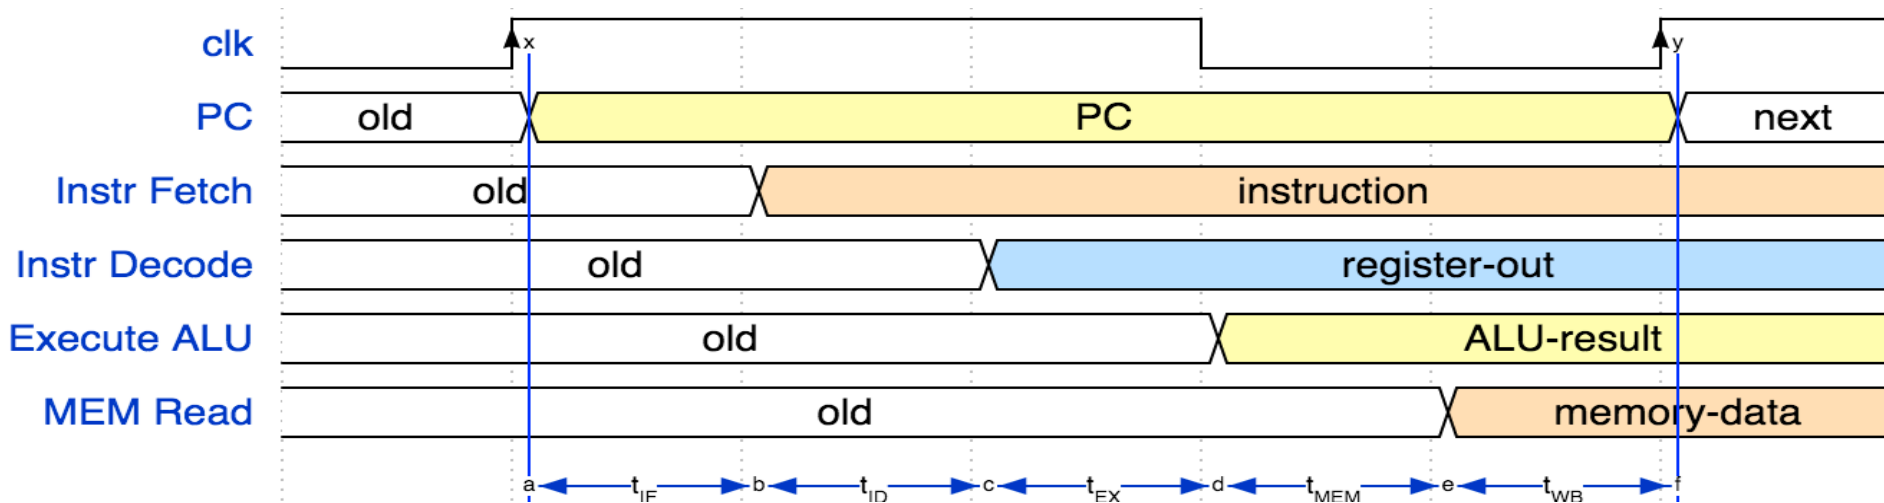 clk x y
PC old PC next
Instr Fetch old instruction
Instr Decode old register-out
Execute ALU old ALU-result
MEM Read old memory-data
a tIF b tID c tEX d tMEM e tWB f